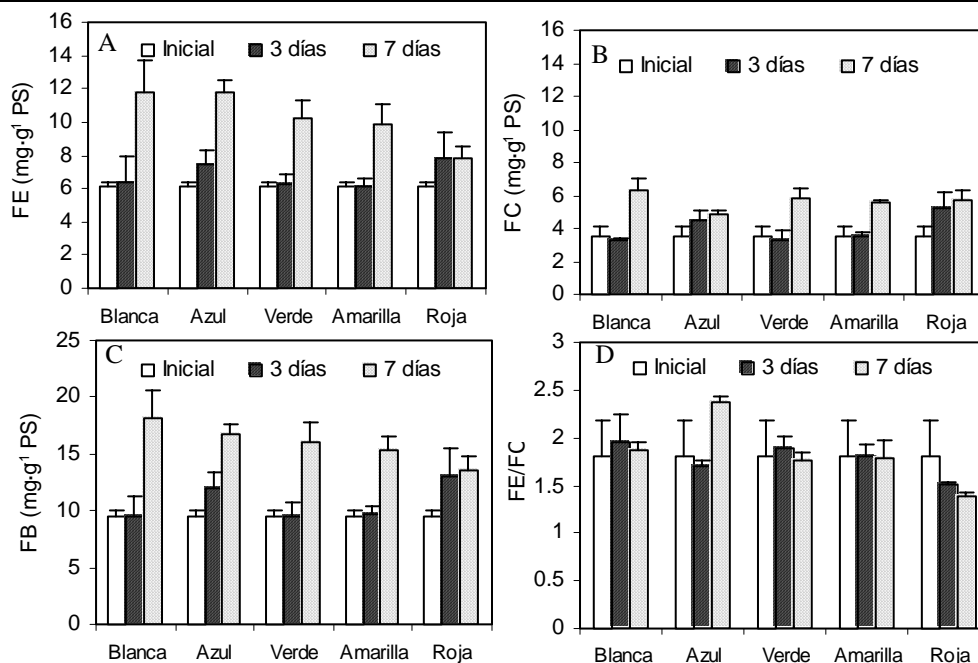 A
Inicial 3 días 7 días
FE (mg·g¹ PS)
16
14
12
10
8
6
4
2
0
Blanca Azul Verde Amarilla Roja
B
Inicial 3 días 7 días
FC (mg·g¹ PS)
16
14
12
10
8
6
4
2
0
Blanca Azul Verde Amarilla Roja
C
Inicial 3 días 7 días
FB (mg·g¹ PS)
25
20
15
10
5
0
Blanca Azul Verde Amarilla Roja
D
Inicial 3 días 7 días
FE/FC
3
2.5
2
1.5
1
0.5
0
Blanca Azul Verde Amarilla Roja